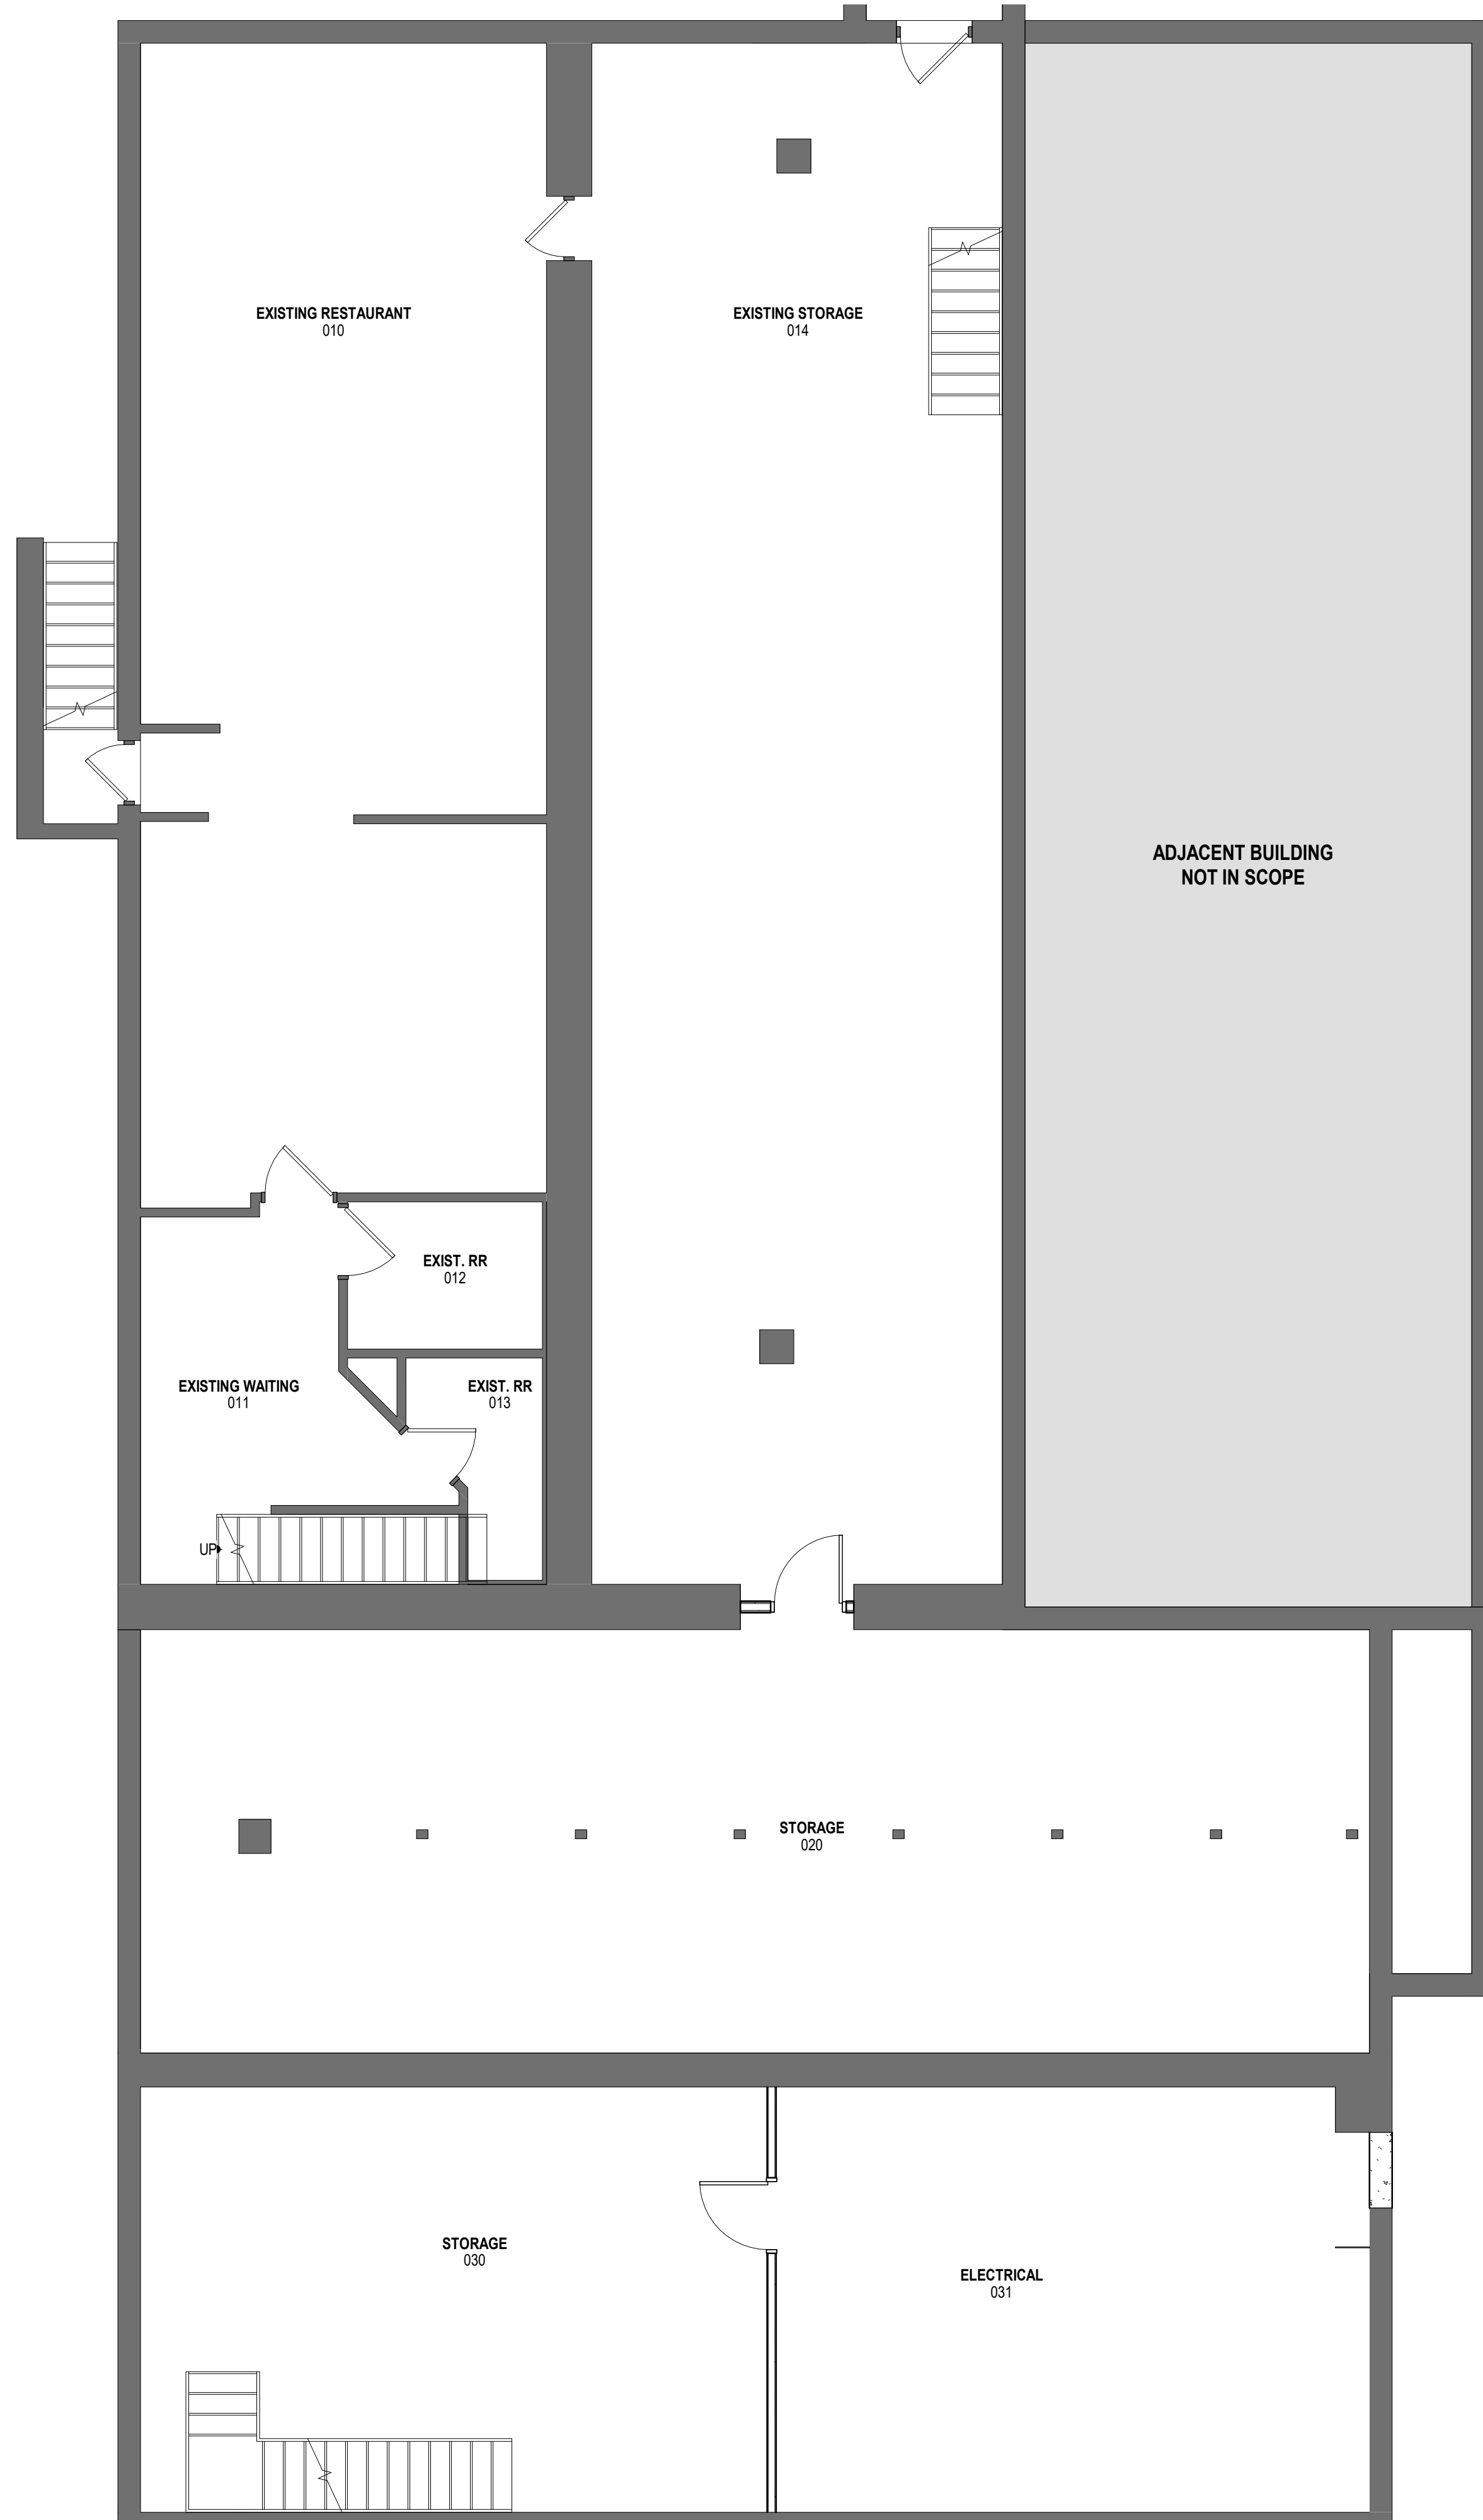 EXISTING RESTAURANT
010
EXISTING STORAGE
014
ADJACENT BUILDING
NOT IN SCOPE
EXIST. RR
012
EXISTING WAITING
011
EXIST. RR
013
UP
STORAGE
020
STORAGE
030
ELECTRICAL
031